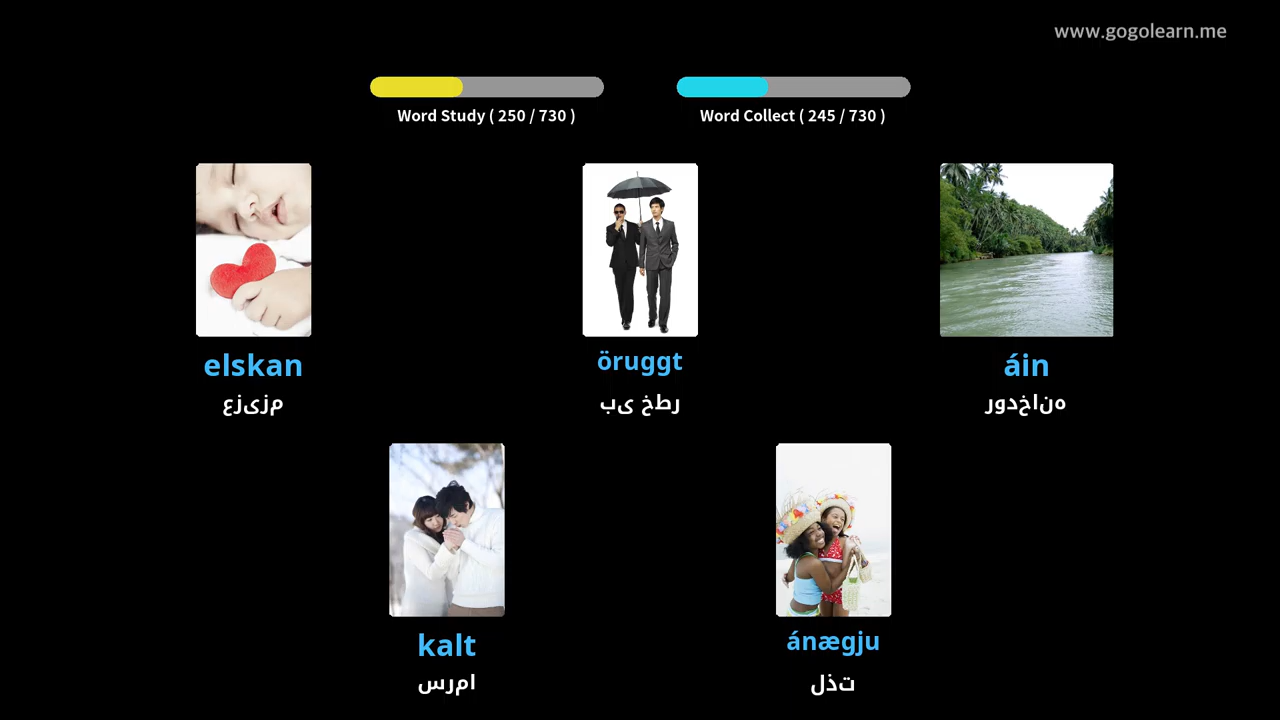 www.gogolearn.me
Word Study ( 250 / 730 )
Word Collect ( 245 / 730 )
elskan
عزیزم
öruggt
بی خطر
áin
رودخانه
kalt
سرما
ánægju
لذت